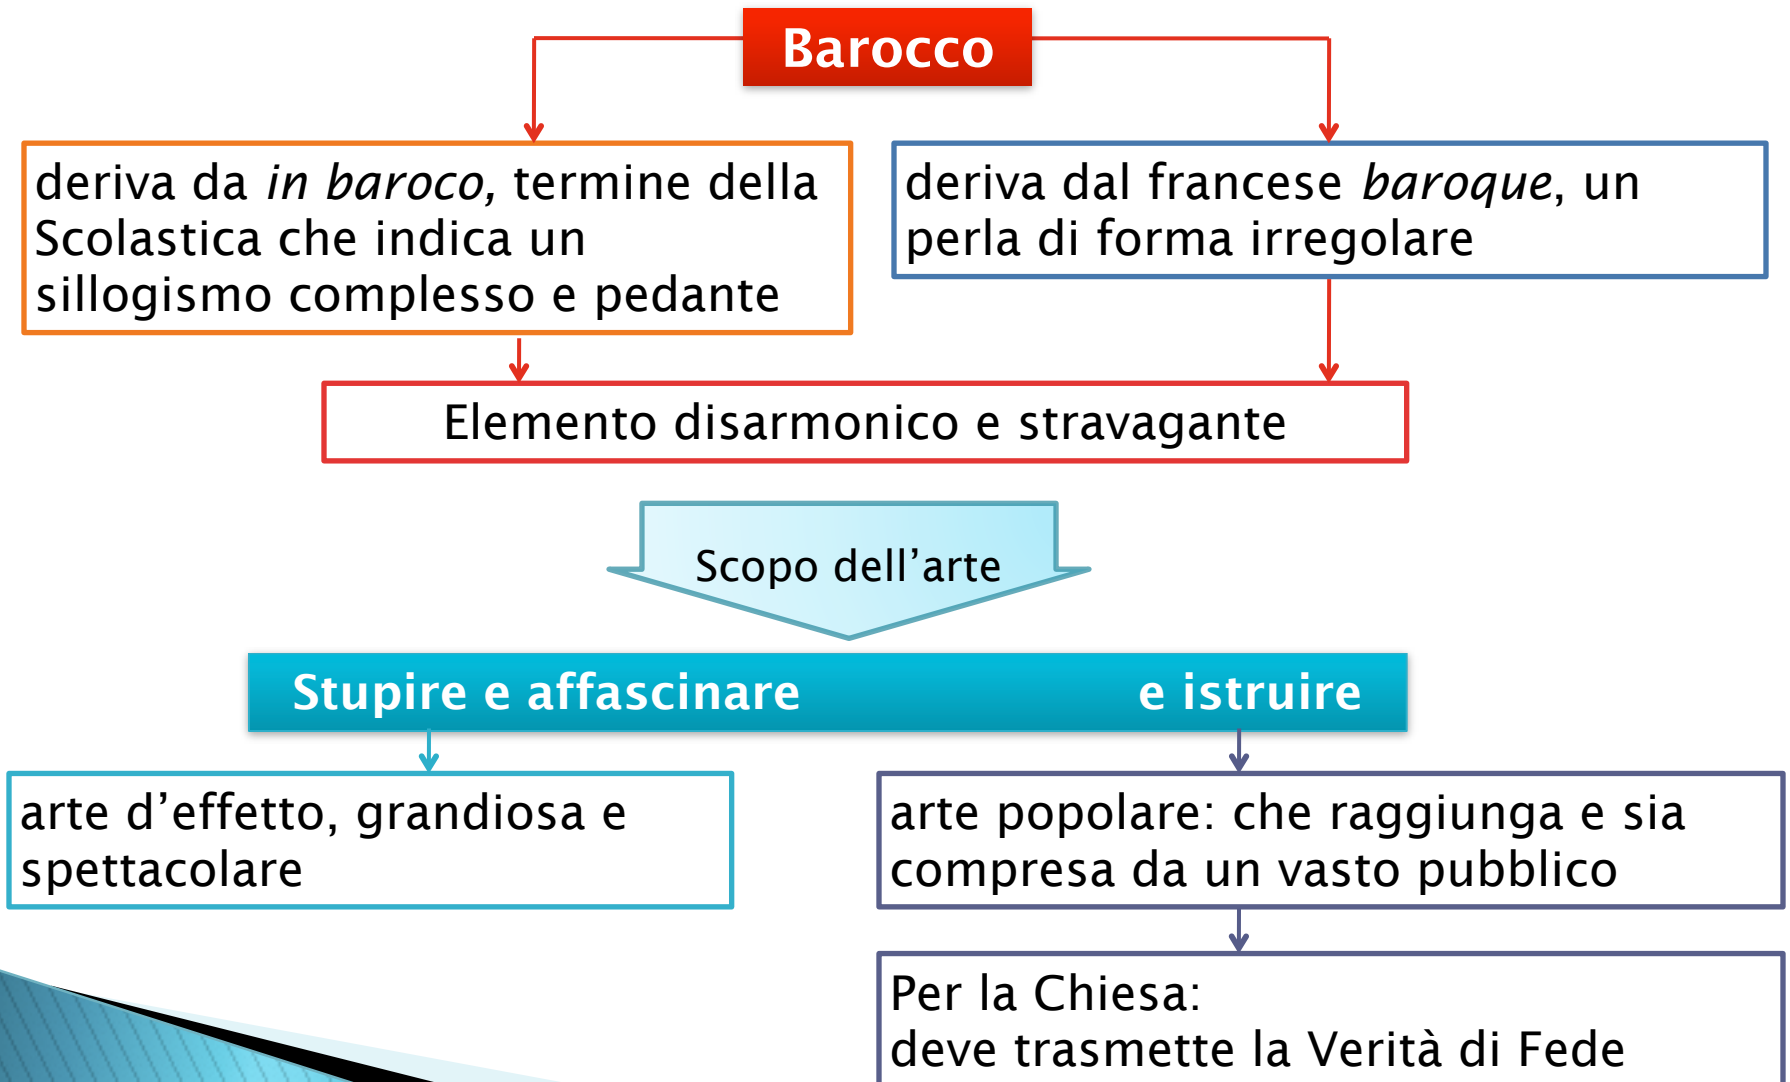 Barocco
deriva da in baroco, termine della
Scolastica che indica un
sillogismo complesso e pedante
deriva dal francese baroque, un
perla di forma irregolare
Elemento disarmonico e stravagante
Scopo dell’arte
Stupire e affascinare e istruire
arte d’effetto, grandiosa e
spettacolare
arte popolare: che raggiunga e sia
compresa da un vasto pubblico
Per la Chiesa:
deve trasmette la Verità di Fede